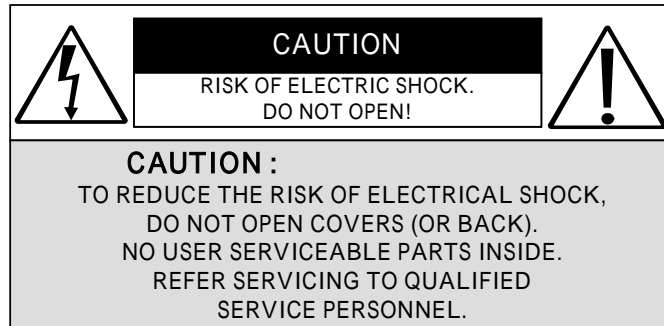 CAUTION
RISK OF ELECTRIC SHOCK.
DO NOT OPEN!
CAUTION :
TO REDUCE THE RISK OF ELECTRICAL SHOCK,
DO NOT OPEN COVERS (OR BACK).
NO USER SERVICEABLE PARTS INSIDE.
REFER SERVICING TO QUALIFIED
SERVICE PERSONNEL.